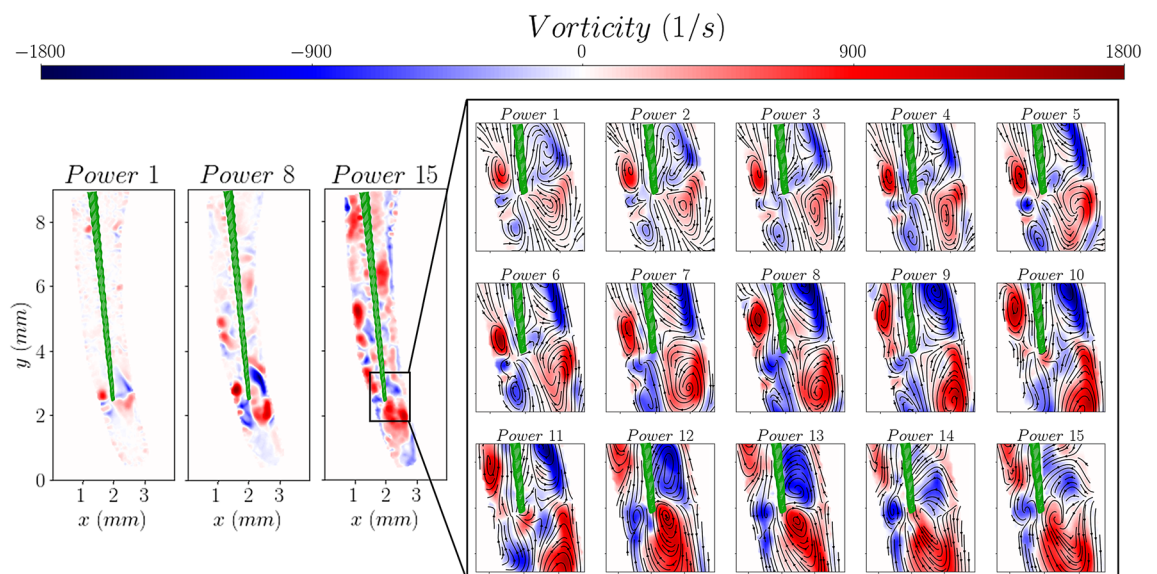 Vorticity (1/s)
−1800 −900 0 900 1800
Power 1 Power 2 Power 3 Power 4 Power 5
Power 1 Power 8 Power 15
8
6
4
2
0
y (mm)
1 2 3 1 2 3 1 2 3
x (mm) x (mm) x (mm)
Power 6 Power 7 Power 8 Power 9 Power 10
Power 11 Power 12 Power 13 Power 14 Power 15